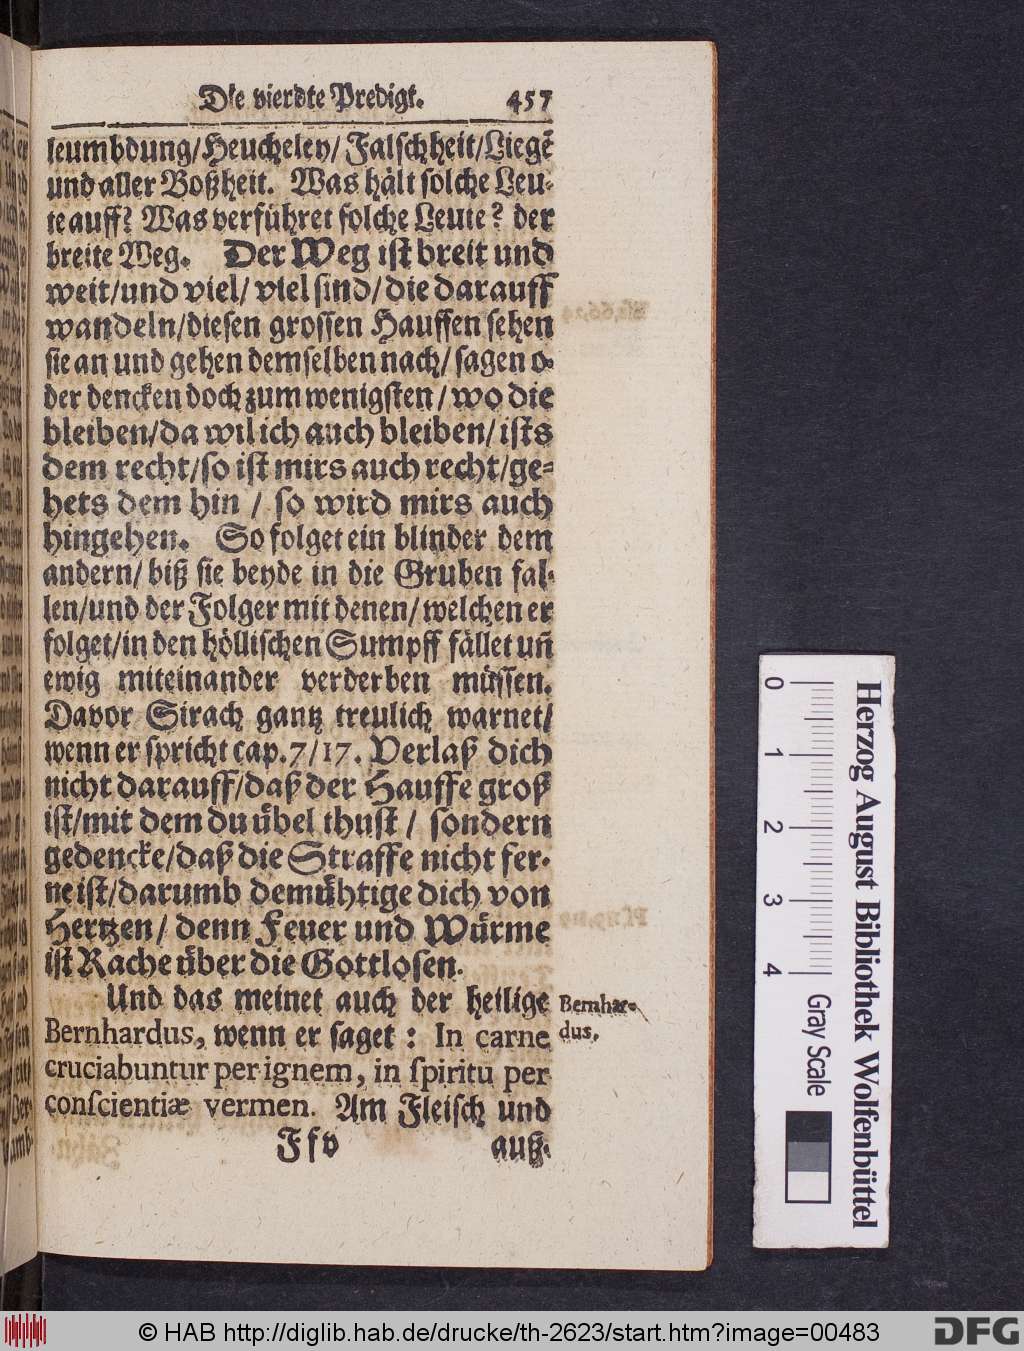 Die vierdte Predigt. 457
leumbdung/Heucheley/Falschheit/Liegē
und aller Boßheit. Was hält solche Leu-
te auff? Was verführet solche Leute? der
breite Weg. Der Weg ist breit und
weit/und viel/viel sind/die darauff
wandeln/diesen grossen Hauffen sehen
sie an und gehen demselben nach/sagen o-
der dencken doch zum wenigsten/wo die
bleiben/da wil ich auch bleiben/ists
dem recht/so ist mirs auch recht/ge-
hets dem hin/so wird mirs auch
hingehen. So folget ein blinder dem
andern/biß sie beyde in die Gruben fal-
len/und der Folger mit denen/welchen er
folget/in den höllischen Sumpff fället un̄
ewig miteinander verderben müssen.
Davor Sirach gantz treulich warnet/
wenn er spricht cap.7/17. Verlaß dich
nicht darauff/daß der Hauffe groß
ist/mit dem du übel thust/sondern
gedencke/daß die Straffe nicht fer-
ne ist/darumb demühtige dich von
Hertzen/denn Feuer und Würme
ist Rache über die Gottlosen.
Und das meinet auch der heilige
Bernhardus, wenn er saget: In carne
cruciabuntur per ignem, in ſpiritu per
conſcientiæ vermen. Am Fleisch und
Ff v auß-
Bernhar-
dus.
0 1 2 3 4
Gray Scale
Herzog August Bibliothek Wolfenbüttel
© HAB http://diglib.hab.de/drucke/th-2623/start.htm?image=00483
DFG